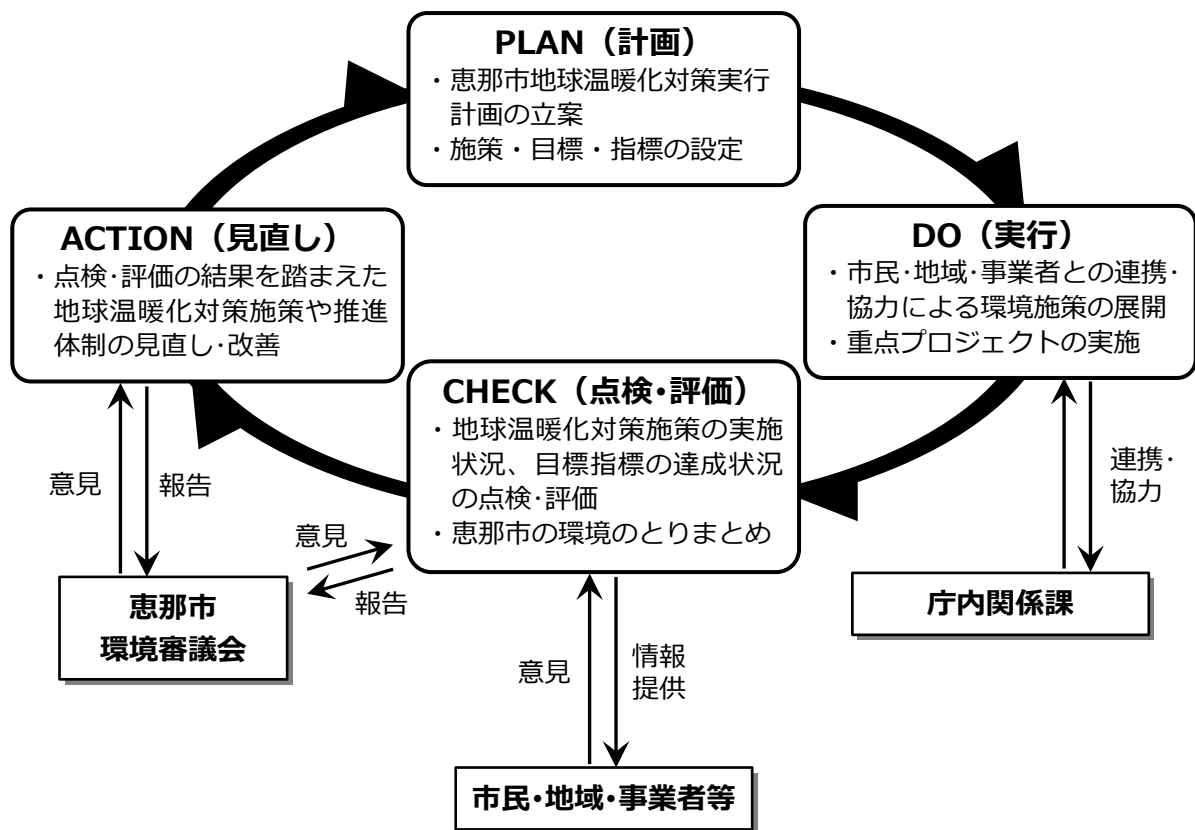 PLAN（計画）
・恵那市地球温暖化対策実行
計画の立案
・施策・目標・指標の設定
ACTION（見直し）
・点検･評価の結果を踏まえた
地球温暖化対策施策や推進
体制の見直し･改善
DO（実行）
・市民･地域･事業者との連携･
協力による環境施策の展開
・重点プロジェクトの実施
CHECK（点検･評価）
・地球温暖化対策施策の実施
状況、目標指標の達成状況
の点検･評価
・恵那市の環境のとりまとめ
意見
報告
意見
報告
連携･
協力
恵那市
環境審議会
庁内関係課
意見
情報
提供
市民･地域･事業者等